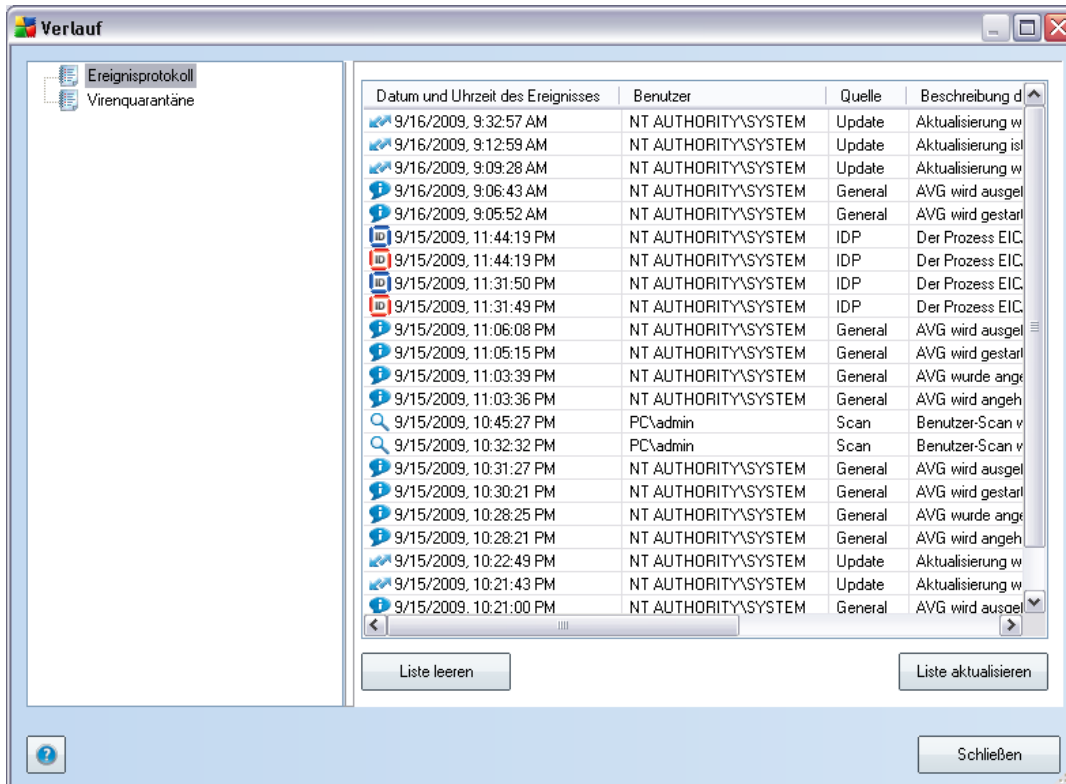 Verlauf
Ereignisprotokoll
Virenquarantäne
Datum und Uhrzeit des Ereignisses Benutzer Quelle Beschreibung d
9/16/2009, 9:32:57 AM NT AUTHORITY\SYSTEM Update Aktualisierung w
9/16/2009, 9:12:59 AM NT AUTHORITY\SYSTEM Update Aktualisierung ist
9/16/2009, 9:09:28 AM NT AUTHORITY\SYSTEM Update Aktualisierung w
9/16/2009, 9:06:43 AM NT AUTHORITY\SYSTEM General AVG wird ausgel
9/16/2009, 9:05:52 AM NT AUTHORITY\SYSTEM General AVG wird gestart
9/15/2009, 11:44:19 PM NT AUTHORITY\SYSTEM IDP Der Prozess EIC
9/15/2009, 11:44:19 PM NT AUTHORITY\SYSTEM IDP Der Prozess EIC
9/15/2009, 11:31:50 PM NT AUTHORITY\SYSTEM IDP Der Prozess EIC
9/15/2009, 11:31:49 PM NT AUTHORITY\SYSTEM IDP Der Prozess EIC
9/15/2009, 11:06:08 PM NT AUTHORITY\SYSTEM General AVG wird ausgel
9/15/2009, 11:05:15 PM NT AUTHORITY\SYSTEM General AVG wird gestart
9/15/2009, 11:03:39 PM NT AUTHORITY\SYSTEM General AVG wurde ange
9/15/2009, 11:03:36 PM NT AUTHORITY\SYSTEM General AVG wird angeh
9/15/2009, 10:45:27 PM PC\admin Scan Benutzer-Scan w
9/15/2009, 10:32:32 PM PC\admin Scan Benutzer-Scan w
9/15/2009, 10:31:27 PM NT AUTHORITY\SYSTEM General AVG wird ausgel
9/15/2009, 10:30:21 PM NT AUTHORITY\SYSTEM General AVG wird gestart
9/15/2009, 10:28:25 PM NT AUTHORITY\SYSTEM General AVG wurde ange
9/15/2009, 10:28:21 PM NT AUTHORITY\SYSTEM General AVG wird angeh
9/15/2009, 10:22:49 PM NT AUTHORITY\SYSTEM Update Aktualisierung w
9/15/2009, 10:21:43 PM NT AUTHORITY\SYSTEM Update Aktualisierung w
9/15/2009, 10:21:00 PM NT AUTHORITY\SYSTEM General AVG wird ausgel
Liste leeren Liste aktualisieren
Schließen